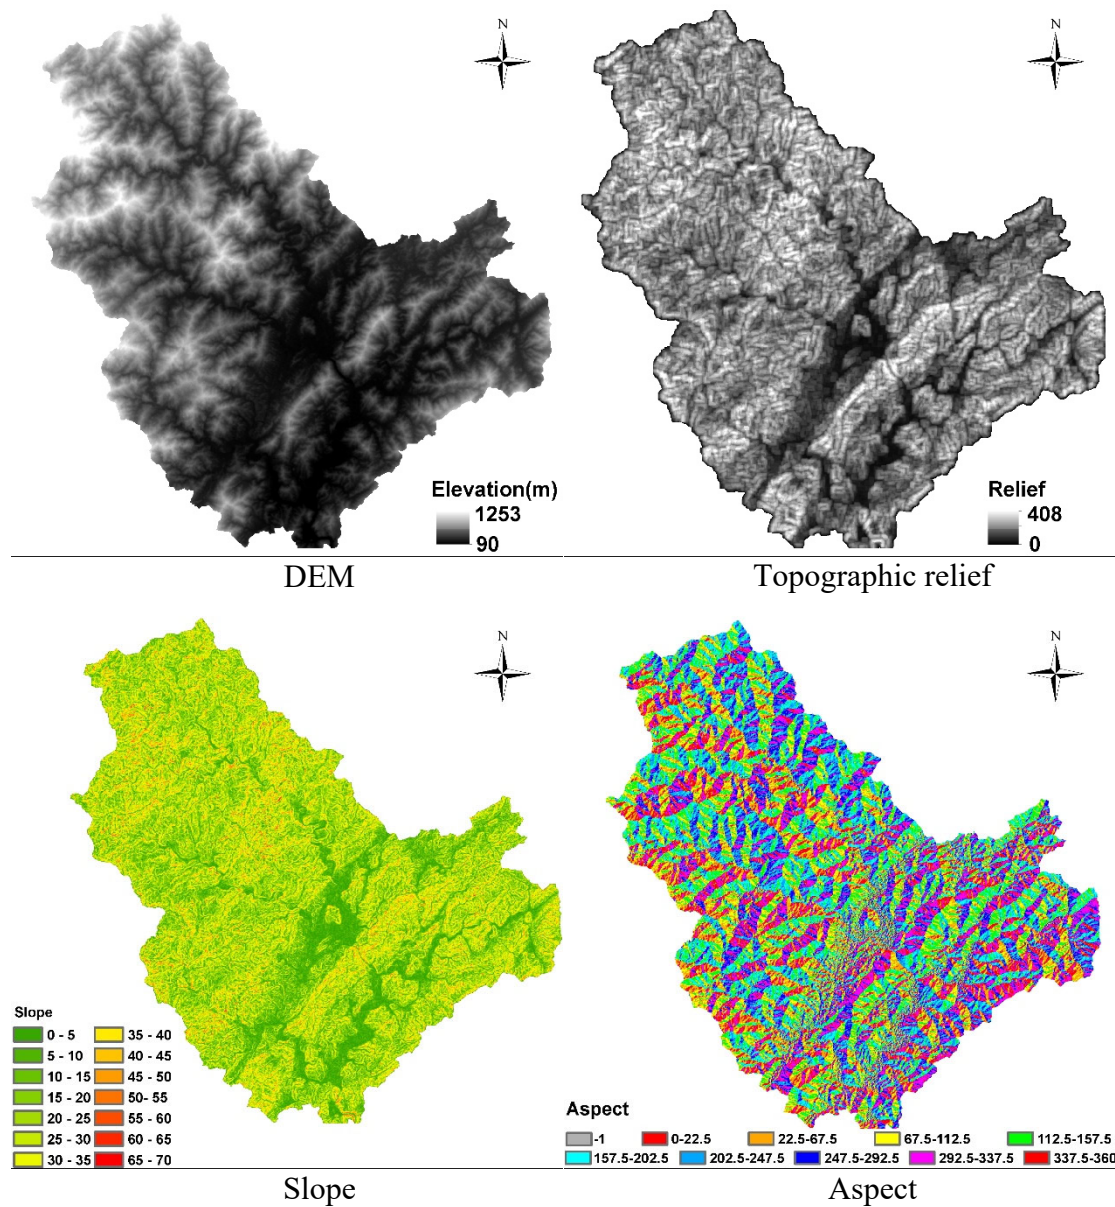 N
N
Elevation(m)
1253
90
Relief
408
0
DEM
Topographic relief
N
N
Slope
0 - 5
35 - 40
5 - 10
40 - 45
10 - 15
45 - 50
15 - 20
50- 55
20 - 25
55 - 60
25 - 30
60 - 65
30 - 35
65 - 70
Aspect
-1
0-22.5
22.5-67.5
67.5-112.5
112.5-157.5
157.5-202.5
202.5-247.5
247.5-292.5
292.5-337.5
337.5-360
Slope
Aspect